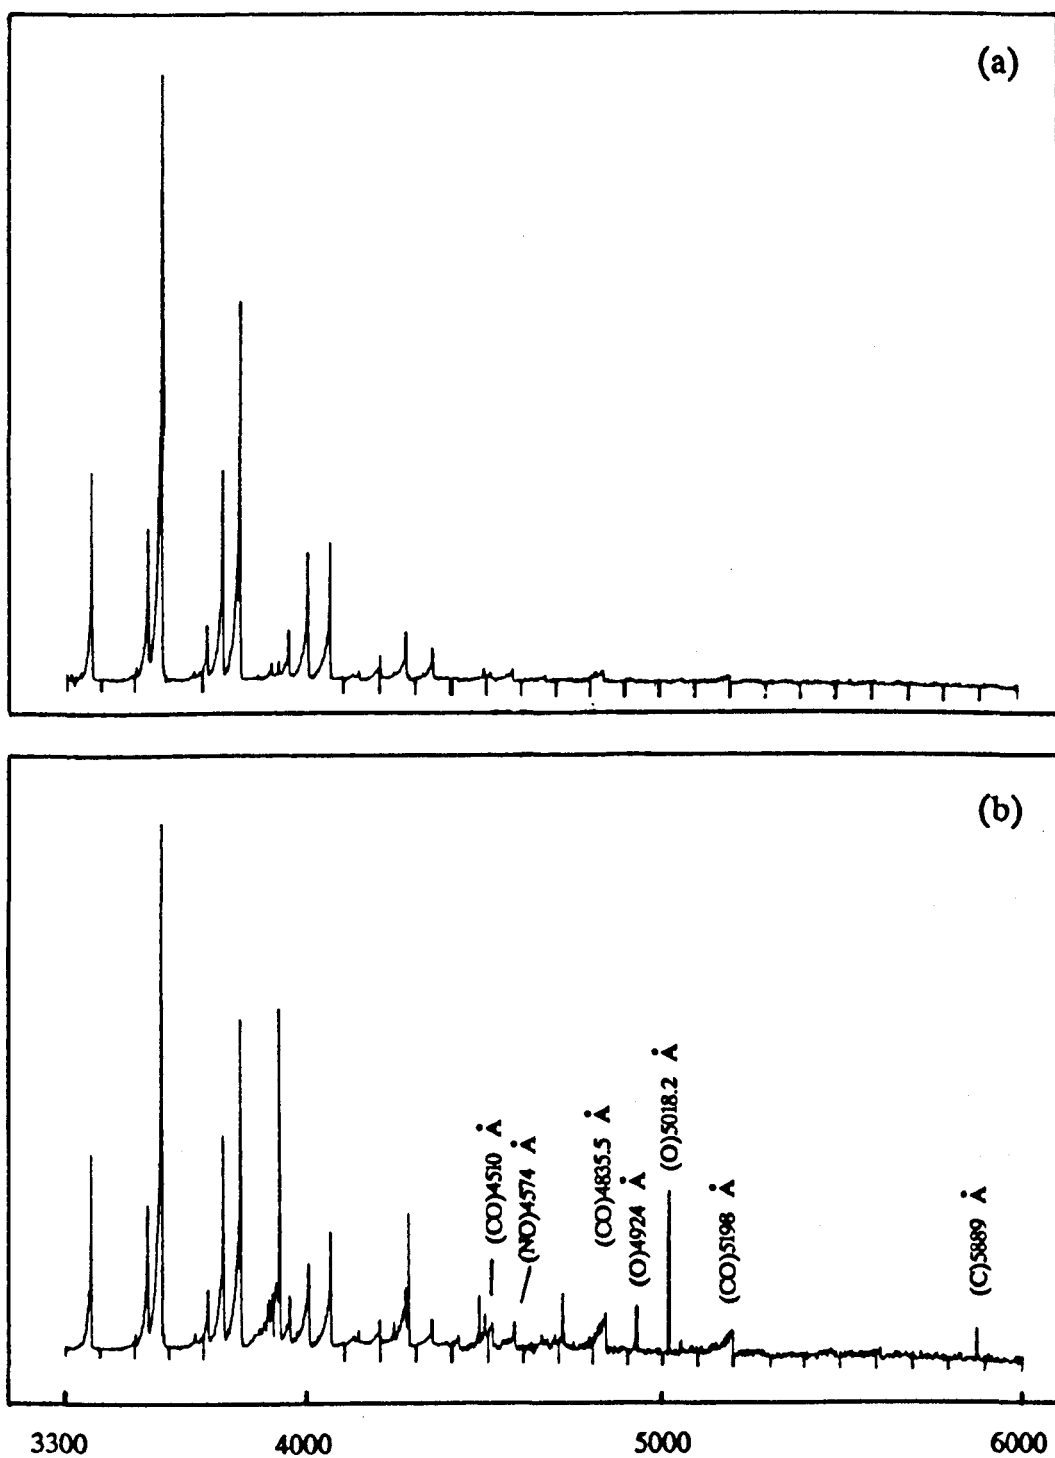 (a)
(b)
(CO)4510 Å
(NO)4574 Å
(CO)4835.5 Å
(O)4924 Å
(O)5018.2 Å
(CO)5198 Å
(C)5889 Å
3300 4000 5000 6000